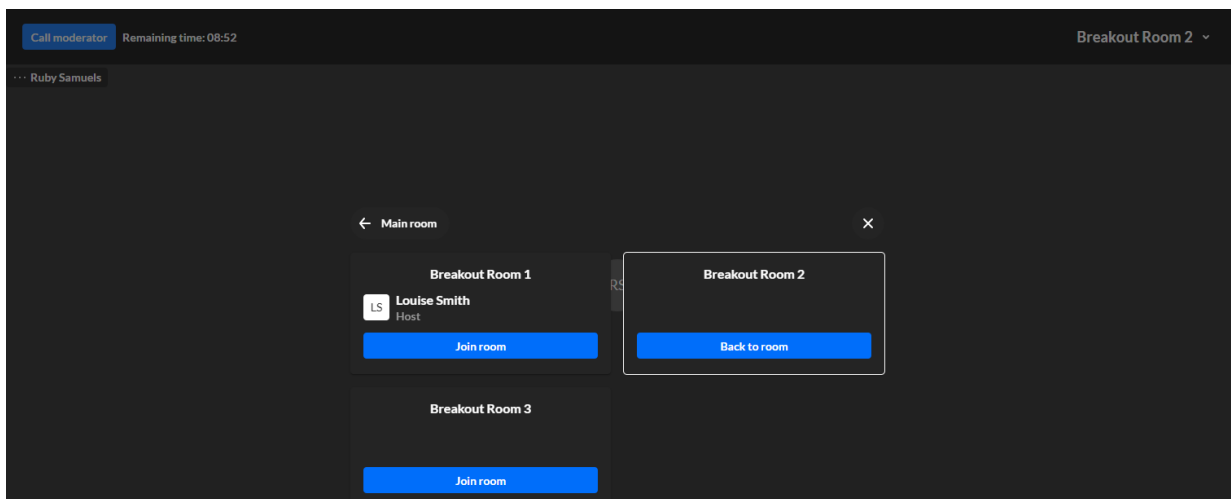 Call moderator Remaining time: 08:52 Breakout Room 2
··· Ruby Samuels
← Main room
Breakout Room 1
LS Louise Smith
Host
Join room
RS
Breakout Room 2
Back to room
Breakout Room 3
Join room